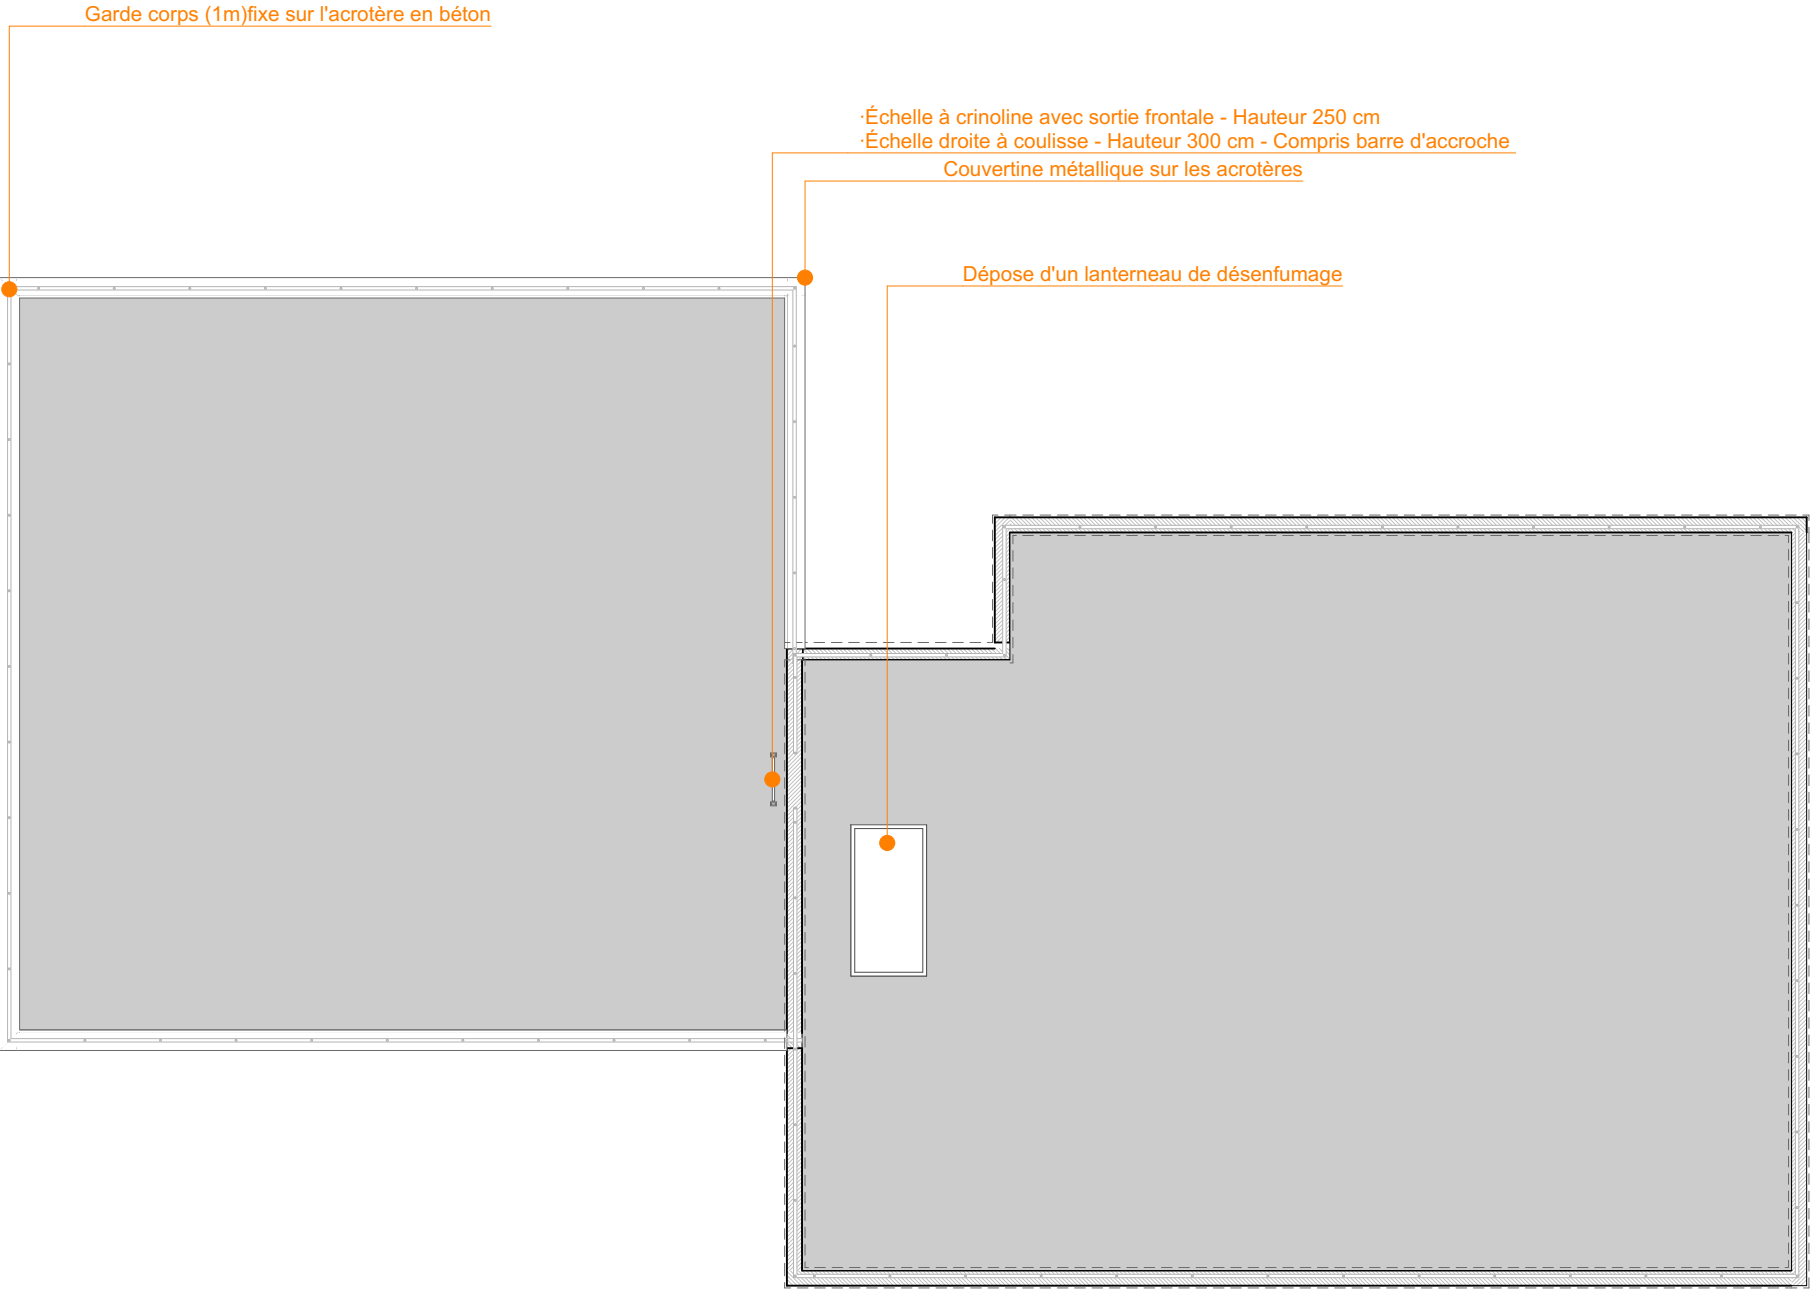 Garde corps (1m)fixe sur l'acrotère en béton
·Échelle à crinoline avec sortie frontale - Hauteur 250 cm
·Échelle droite à coulisse - Hauteur 300 cm - Compris barre d'accroche
Couvertine métallique sur les acrotères
Dépose d'un lanterneau de désenfumage